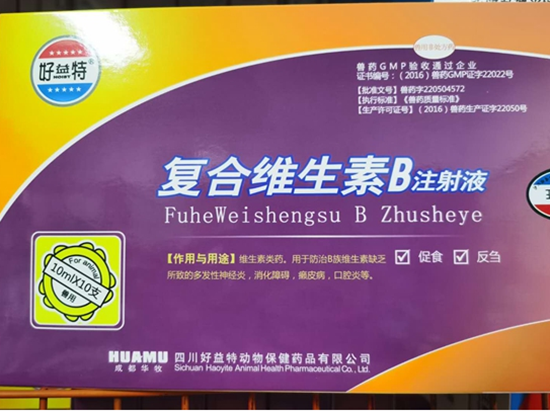 好益特®
HOIST
兽用非处方药
兽药GMP验收通过企业
证书编号：（2016）兽药GMP证字22022号
【批准文号】兽药字220504572
【执行标准】《兽药质量标准》
【生产许可证号】（2016）兽药生产证字22050号
复合维生素B注射液
FuheWeishengsu B Zhusheye
【作用与用途】维生素类药。用于防治B族维生素缺乏
所致的多发性神经炎，消化障碍，癞皮病，口腔炎等。
促食
反刍
For animal
10ml×10支
兽用
HUAMU
成都华牧
四川好益特动物保健药品有限公司
Sichuan Haoyite Animal Health Pharmaceutical Co., Ltd.